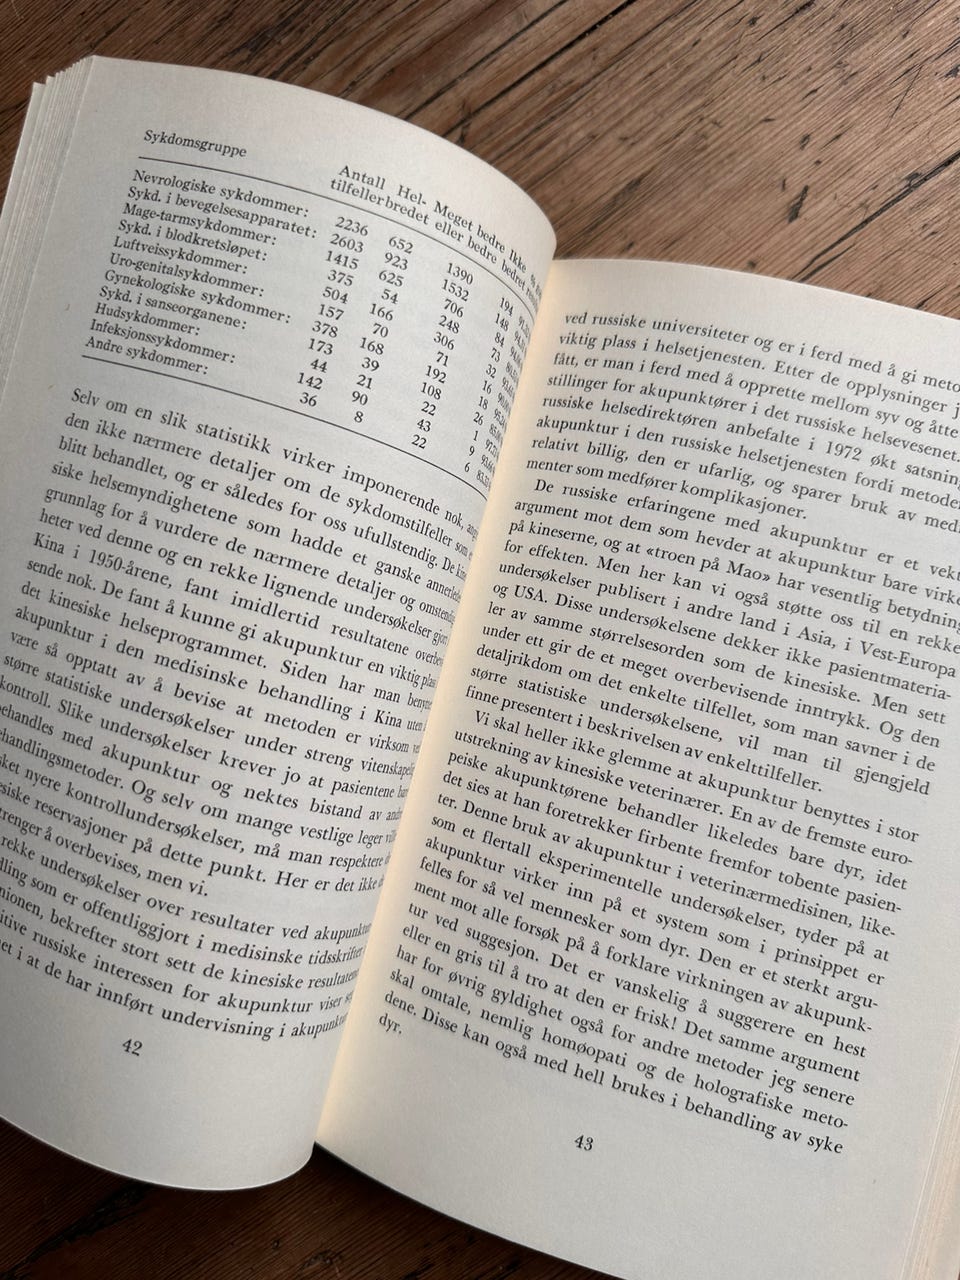 Sykdomsgruppe
Antall Hel- Meget bedre Ikke
tilfeller bredet eller bedre bedret
Nevrologiske sykdommer: 2236 652 1390 194
Sykd. i bevegelsesapparatet: 2603 923 1532 148
Mage-tarmsykdommer: 1415 625 706 84
Sykd. i blodkretsløpet: 375 54 248 73
Luftveissykdommer: 504 166 306 32
Uro-genitalsykdommer: 157 70 71 16
Gynekologiske sykdommer: 378 168 192 18
Sykd. i sanseorganene: 173 39 108 26
Hudsykdommer: 44 21 22 1
Infeksjonssykdommer: 142 90 43 9
Andre sykdommer: 36 8 22 6
Selv om en slik statistikk virker imponerende nok,
den ikke nærmere detaljer om de sykdomstilfeller som
blitt behandlet, og er således for oss ufullstendig. De
siske helsemyndighetene som hadde et ganske
grunnlag for å vurdere de nærmere detaljer og
heter ved denne og en rekke lignende undersøkelser
Kina i 1950-årene, fant imidlertid resultatene
sende nok. De fant å kunne gi akupunktur en viktig plass
det kinesiske helseprogrammet. Siden har man
akupunktur i den medisinske behandling i Kina uten
være så opptatt av å bevise at metoden er virksom
større statistiske undersøkelser under streng
kontroll. Slike undersøkelser krever jo at pasientene
behandles med akupunktur og nektes bistand av
handlingsmetoder. Og selv om mange vestlige leger
sket nyere kontrollundersøkelser, må man respektere
siske reservasjoner på dette punkt. Her er det ikke
trenger å overbevises, men vi.
rekke undersøkelser over resultater ved
dling som er offentliggjort i medisinske tidsskrifter
onen, bekrefter stort sett de kinesiske
itive russiske interessen for akupunktur viser
et i at de har innført undervisning i
42
ved russiske universiteter og er i ferd med å gi
viktig plass i helsetjenesten. Etter de opplysninger
fått, er man i ferd med å opprette mellom syv og åtte
stillinger for akupunktører i det russiske helsevesenet.
russiske helsedirektøren anbefalte i 1972 økt
akupunktur i den russiske helsetjenesten fordi
relativt billig, den er ufarlig, og sparer bruk av
menter som medfører komplikasjoner.
De russiske erfaringene med akupunktur er et
argument mot dem som hevder at akupunktur bare
på kineserne, og at «troen på Mao» har vesentlig
for effekten. Men her kan vi også støtte oss til en rekke
undersøkelser publisert i andre land i Asia, i Vest-Europa
og USA. Disse undersøkelsene dekker ikke pasientmateria-
ler av samme størrelsesorden som de kinesiske. Men sett
under ett gir de et meget overbevisende inntrykk. Og den
detaljrikdom om det enkelte tilfellet, som man savner i de
større statistiske undersøkelsene, vil man til gjengjeld
finne presentert i beskrivelsen av enkelttilfeller.
Vi skal heller ikke glemme at akupunktur benyttes i stor
utstrekning av kinesiske veterinærer. En av de fremste euro-
peiske akupunktørene behandler likeledes bare dyr, idet
det sies at han foretrekker firbente fremfor tobente pasien-
ter. Denne bruk av akupunktur i veterinærmedisinen, like-
som et flertall eksperimentelle undersøkelser, tyder på at
akupunktur virker inn på et system som i prinsippet er
felles for så vel mennesker som dyr. Den er et sterkt argu-
ment mot alle forsøk på å forklare virkningen av akupunk-
tur ved suggesjon. Det er vanskelig å suggerere en hest
eller en gris til å tro at den er frisk! Det samme argument
har for øvrig gyldighet også for andre metoder jeg senere
skal omtale, nemlig homøopati og de holografiske meto-
dene. Disse kan også med hell brukes i behandling av syke
dyr.
43